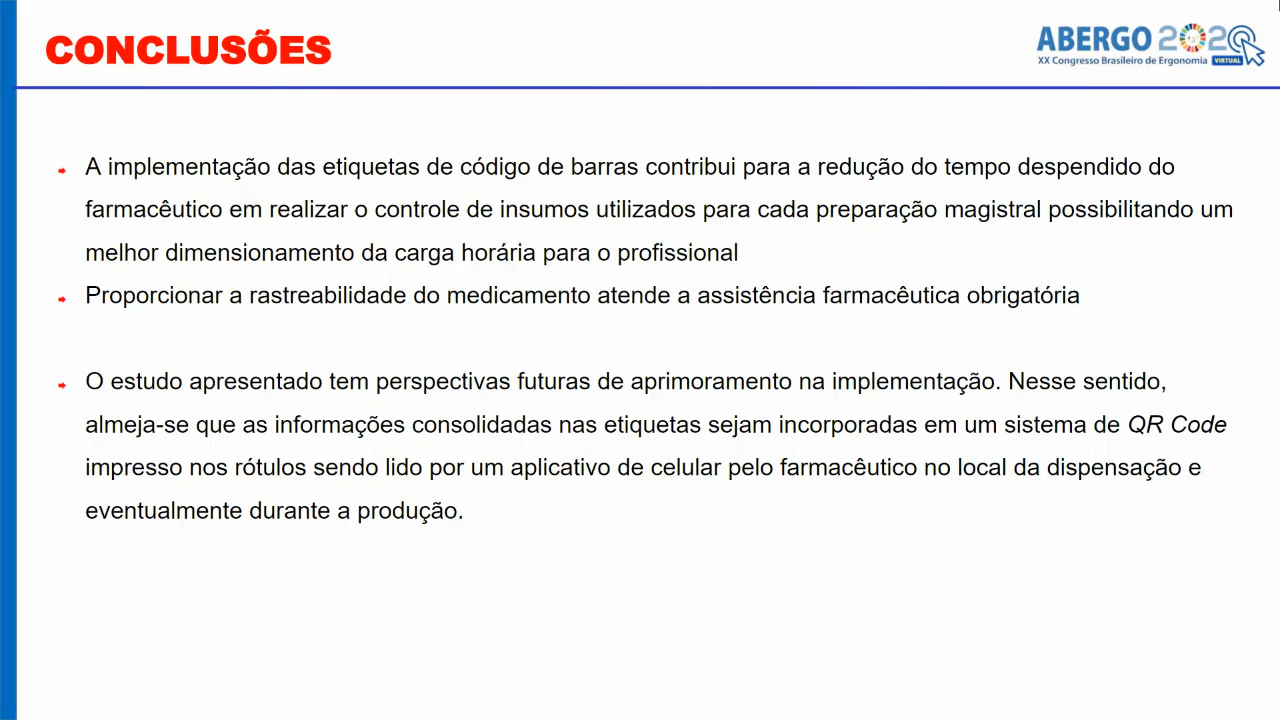 CONCLUSÕES
ABERGO 2020
XX Congresso Brasileiro de Ergonomia VIRTUAL
A implementação das etiquetas de código de barras contribui para a redução do tempo despendido do
farmacêutico em realizar o controle de insumos utilizados para cada preparação magistral possibilitando um
melhor dimensionamento da carga horária para o profissional
Proporcionar a rastreabilidade do medicamento atende a assistência farmacêutica obrigatória
O estudo apresentado tem perspectivas futuras de aprimoramento na implementação. Nesse sentido,
almeja-se que as informações consolidadas nas etiquetas sejam incorporadas em um sistema de QR Code
impresso nos rótulos sendo lido por um aplicativo de celular pelo farmacêutico no local da dispensação e
eventualmente durante a produção.